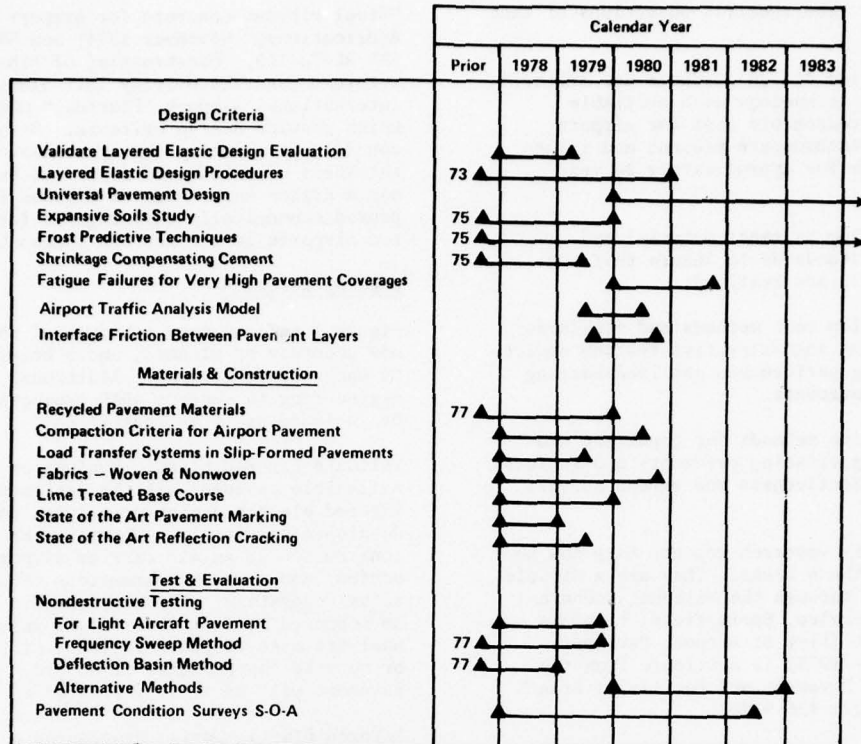 Calendar Year
Prior 1978 1979 1980 1981 1982 1983
Design Criteria
Validate Layered Elastic Design Evaluation
Layered Elastic Design Procedures 73
Universal Pavement Design
Expansive Soils Study 75
Frost Predictive Techniques 75
Shrinkage Compensating Cement 75
Fatigue Failures for Very High Pavement Coverages
Airport Traffic Analysis Model
Interface Friction Between Pavement Layers
Materials & Construction
Recycled Pavement Materials 77
Compaction Criteria for Airport Pavement
Load Transfer Systems in Slip-Formed Pavements
Fabrics – Woven & Nonwoven
Lime Treated Base Course
State of the Art Pavement Marking
State of the Art Reflection Cracking
Test & Evaluation
Nondestructive Testing
For Light Aircraft Pavement
Frequency Sweep Method 77
Deflection Basin Method 77
Alternative Methods
Pavement Condition Surveys S-O-A